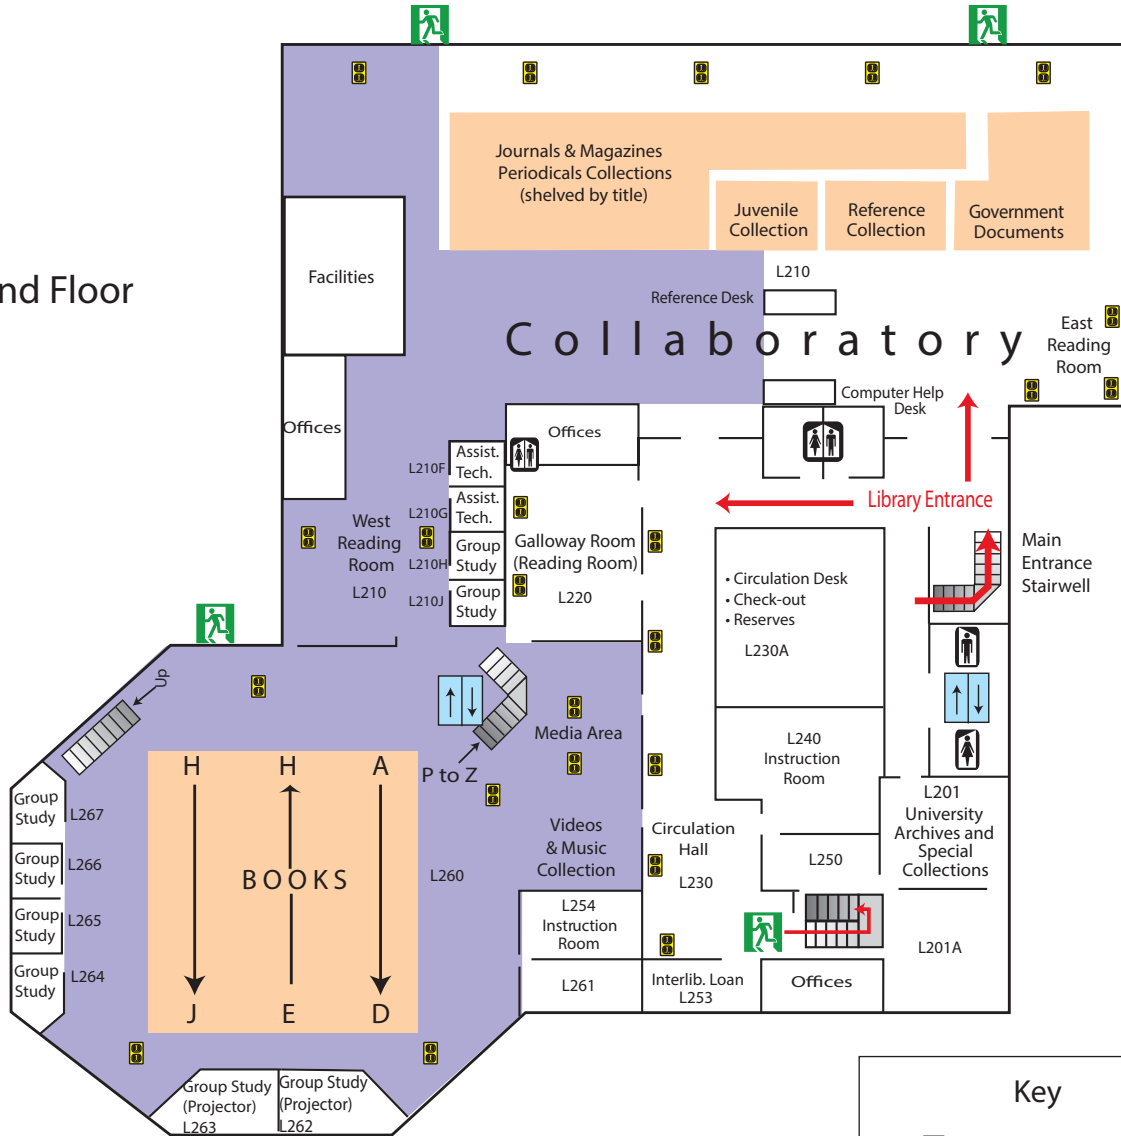 Journals & Magazines
Periodicals Collections
(shelved by title)
Juvenile
Collection
Reference
Collection
Government
Documents
Facilities
nd Floor
L210
Reference Desk
Collaboratory
East
Reading
Room
Computer Help
Desk
Offices
Offices
Assist.
Tech.
L210F
Assist.
Tech.
L210G
Group
Study
L210H
Group
Study
L210J
West
Reading
Room
L210
Galloway Room
(Reading Room)
L220
Library Entrance
Main
Entrance
Stairwell
• Circulation Desk
• Check-out
• Reserves
L230A
Up
P to Z
Media Area
L240
Instruction
Room
H
H
A
BOOKS
J
E
D
L260
Videos
& Music
Collection
Circulation
Hall
L230
L250
L201
University
Archives and
Special
Collections
L201A
Group
Study
L267
Group
Study
L266
Group
Study
L265
Group
Study
L264
L254
Instruction
Room
L261
Interlib. Loan
L253
Offices
Group Study
(Projector)
L263
Group Study
(Projector)
L262
Key